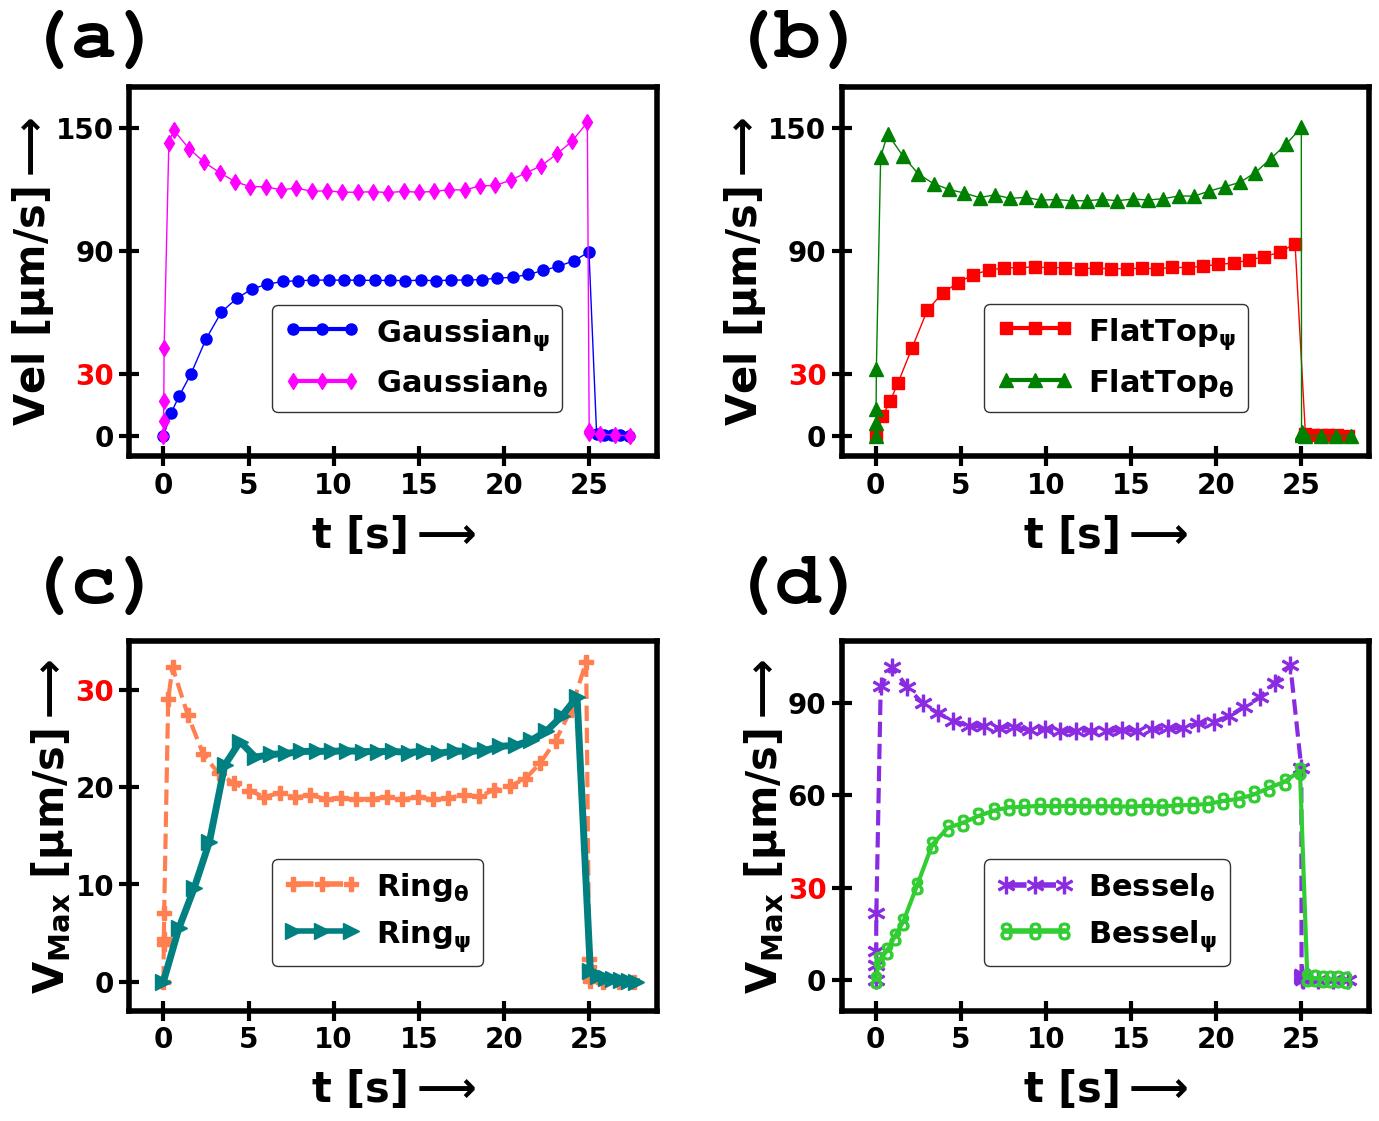 (a)
Vel [μm/s] ⟶
150
90
30
0
Gaussianψ
Gaussianθ
0 5 10 15 20 25
t [s] ⟶
(b)
Vel [μm/s] ⟶
150
90
30
0
FlatTopψ
FlatTopθ
0 5 10 15 20 25
t [s] ⟶
(c)
VMax [μm/s] ⟶
30
20
10
0
Ringθ
Ringψ
0 5 10 15 20 25
t [s] ⟶
(d)
VMax [μm/s] ⟶
90
60
30
0
Besselθ
Besselψ
0 5 10 15 20 25
t [s] ⟶